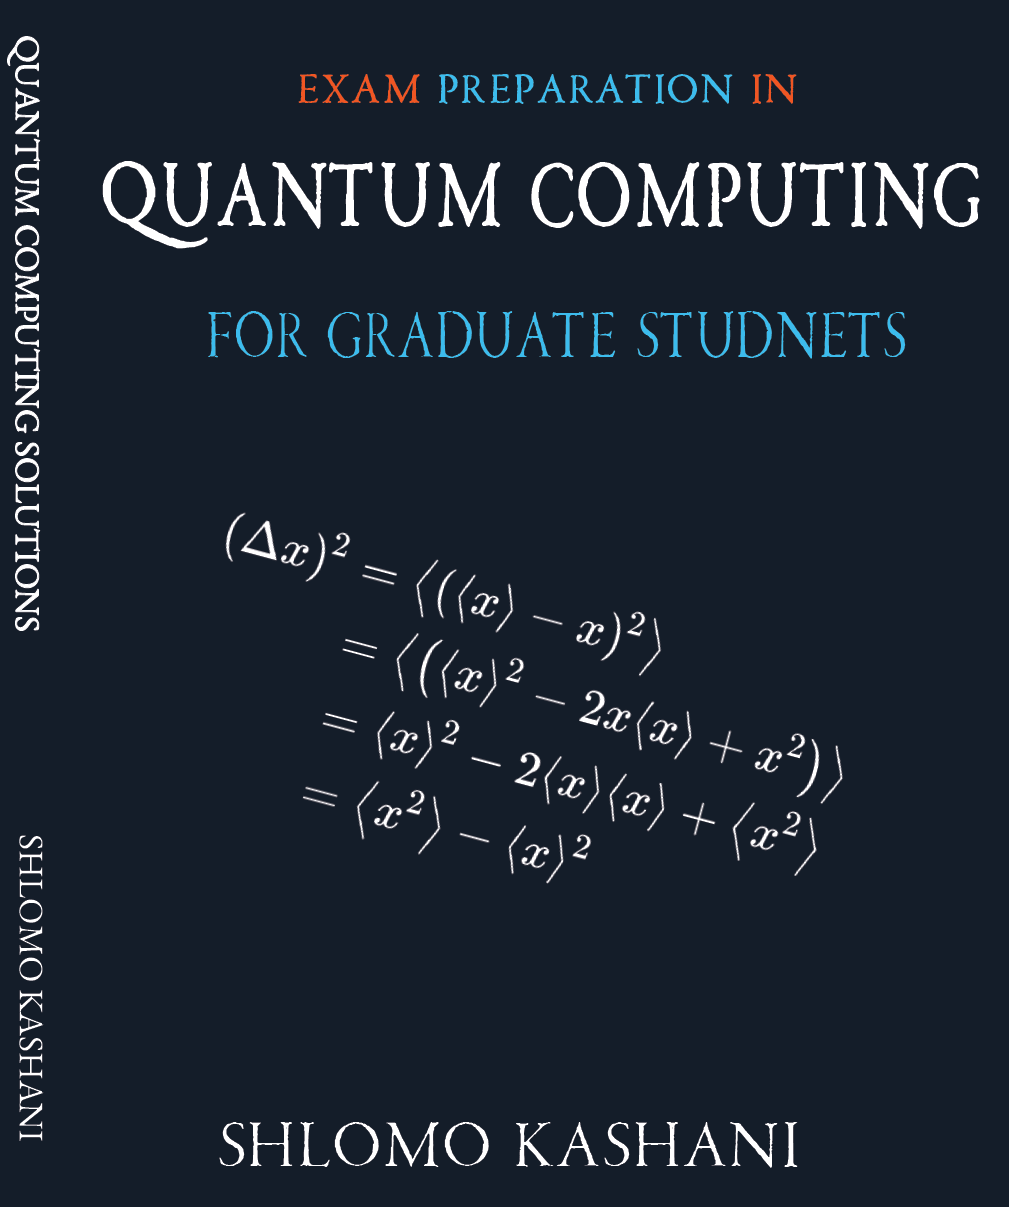 QUANTUM COMPUTING SOLUTIONS
SHLOMO KASHANI
EXAM PREPARATION IN
QUANTUM COMPUTING
FOR GRADUATE STUDNETS
(Δx)² = ⟨(⟨x⟩ − x)²⟩
= ⟨(⟨x⟩² − 2x⟨x⟩ + x²)⟩
= ⟨x⟩² − 2⟨x⟩⟨x⟩ + ⟨x²⟩
= ⟨x²⟩ − ⟨x⟩²
SHLOMO KASHANI